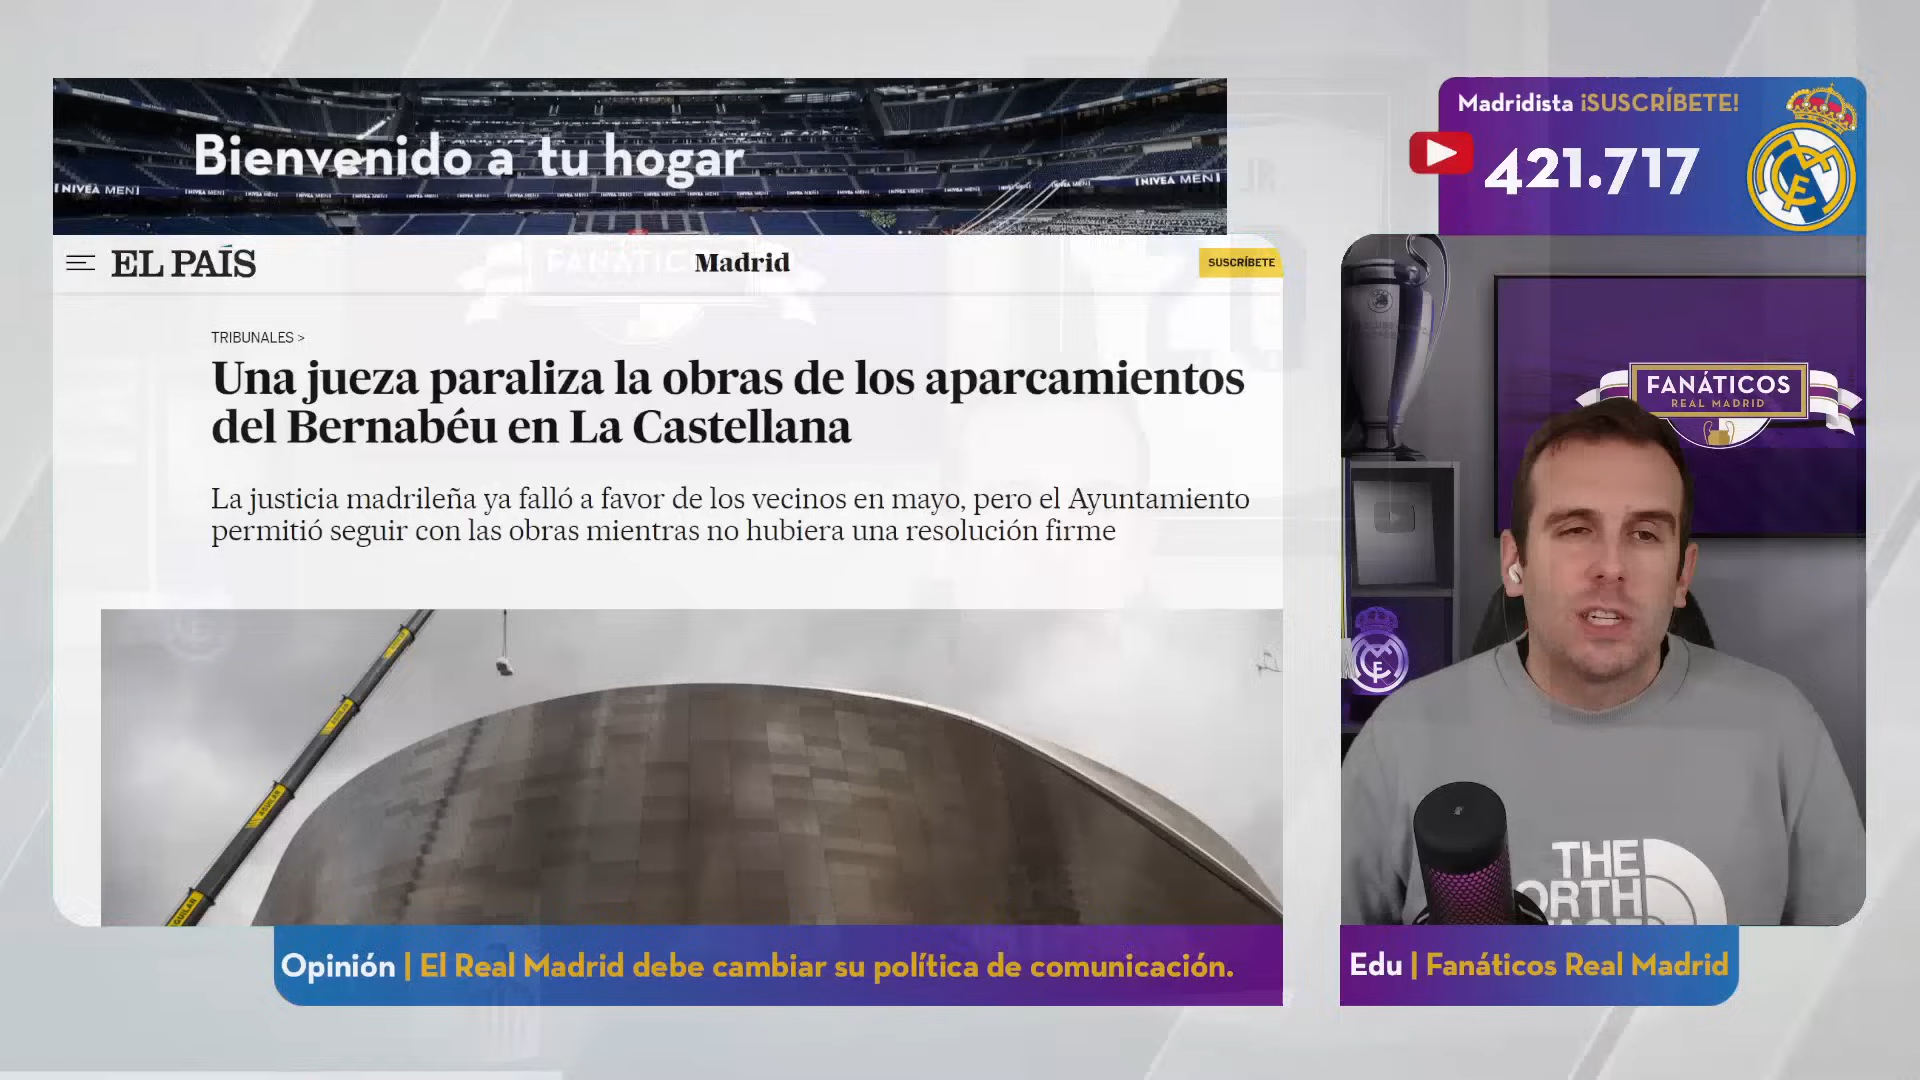 Bienvenido a tu hogar
NIVEA MEN
NIVEA MEN
Madridista ¡SUSCRÍBETE!
421.717
EL PAÍS
Madrid
SUSCRÍBETE
TRIBUNALES >
Una jueza paraliza la obras de los aparcamientos
del Bernabéu en La Castellana
La justicia madrileña ya falló a favor de los vecinos en mayo, pero el Ayuntamiento
permitió seguir con las obras mientras no hubiera una resolución firme
FANÁTICOS
REAL MADRID
THE
ORTH
Opinión | El Real Madrid debe cambiar su política de comunicación.
Edu | Fanáticos Real Madrid